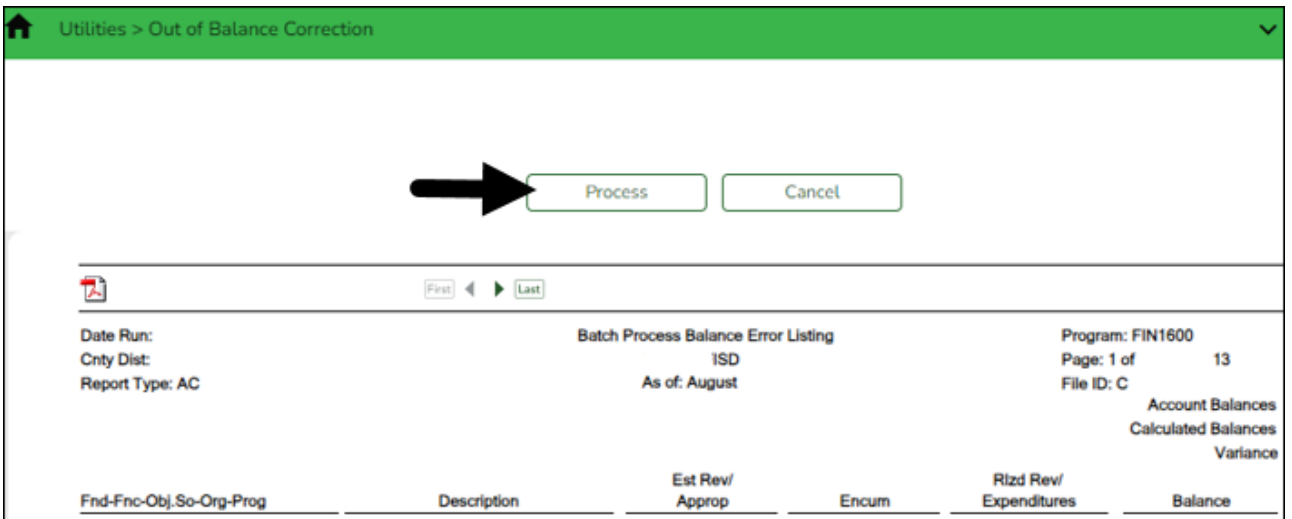 Utilities > Out of Balance Correction
Process Cancel
First Last
Date Run: Batch Process Balance Error Listing Program: FIN1600
Cnty Dist: ISD Page: 1 of 13
Report Type: AC As of: August File ID: C
Account Balances
Calculated Balances
Variance
Est Rev/ Rlzd Rev/
Fnd-Fnc-Obj.So-Org-Prog Description Approp Encum Expenditures Balance